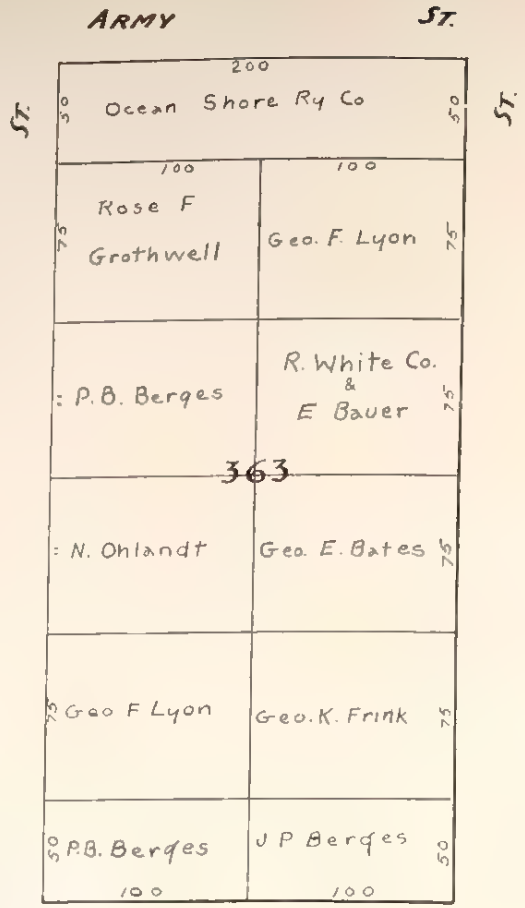 ARMY ST.
ST. ST.
200
50 Ocean Shore Ry Co 50
100 100
Rose F
75 Grothwell
Geo. F. Lyon 75
: P.B. Berges
R. White Co.
&
E Bauer 75
363
: N. Ohlandt
Geo. E. Bates 75
75 Geo F Lyon
Geo. K. Frink 75
50 P.B. Berges
J P Berges 50
100 100